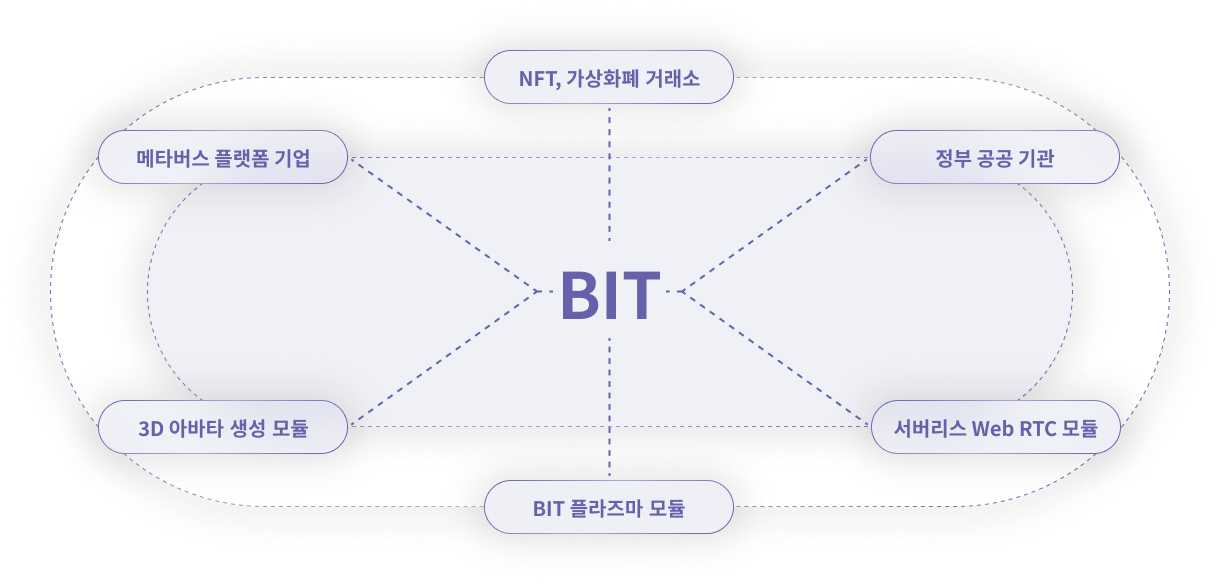 NFT, 가상화폐 거래소
메타버스 플랫폼 기업
정부 공공 기관
BIT
3D 아바타 생성 모듈
서버리스 Web RTC 모듈
BIT 플라즈마 모듈